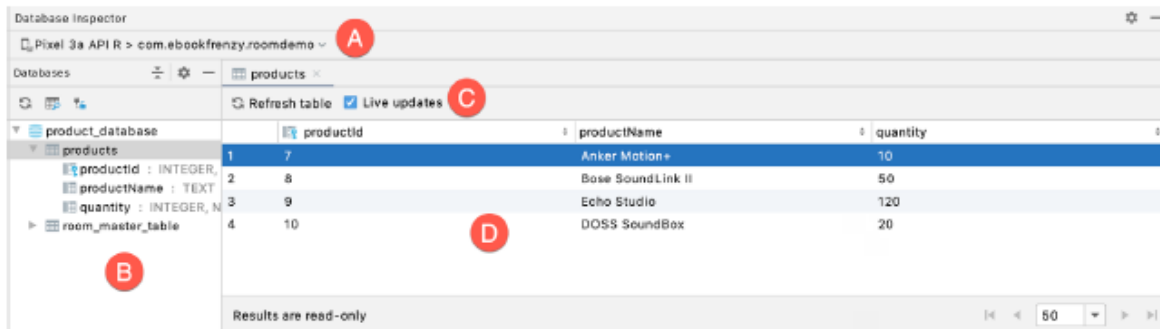 Database Inspector
Pixel 3a API R > com.ebookfrenzy.roomdemo
A
Databases
products
Refresh table Live updates
C
product_database
products
productId : INTEGER,
productName : TEXT
quantity : INTEGER, N
room_master_table
B
productId productName quantity
1 7 Anker Motion+ 10
2 8 Bose SoundLink II 50
3 9 Echo Studio 120
4 10 DOSS SoundBox 20
D
Results are read-only
50